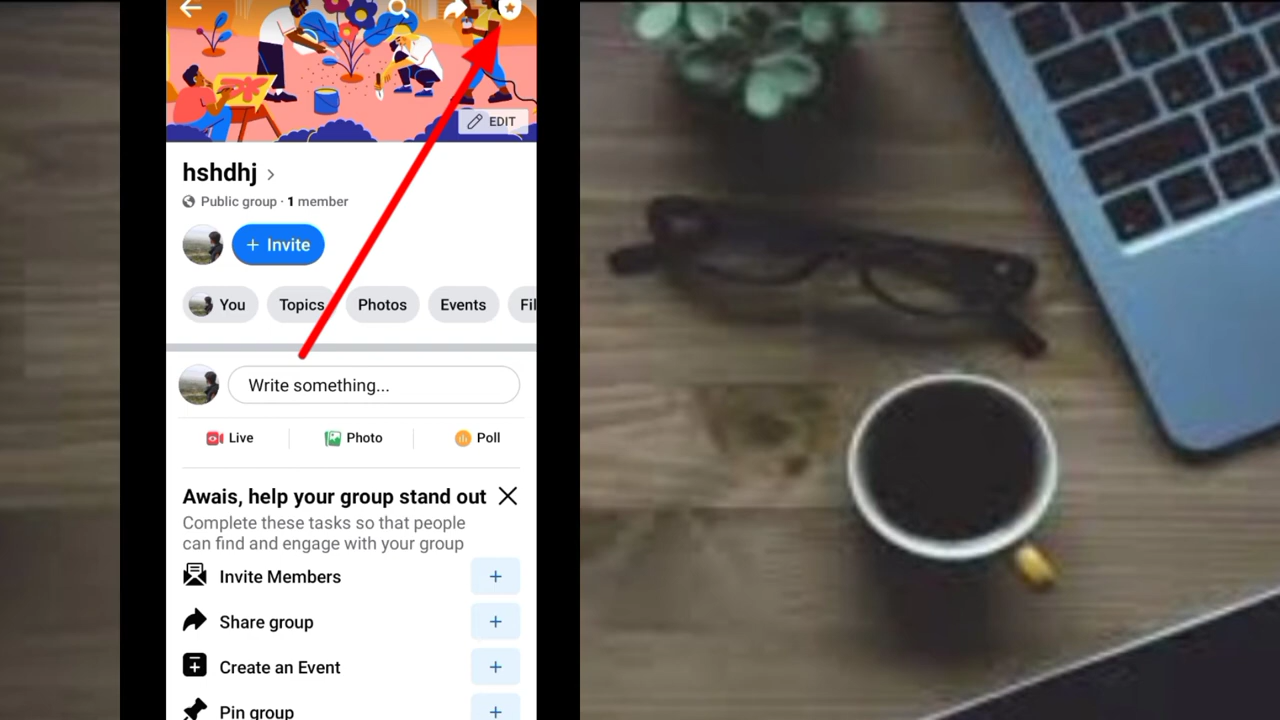 EDIT
hshdhj
Public group · 1 member
+ Invite
You
Topics
Photos
Events
Fil
Write something...
Live
Photo
Poll
Awais, help your group stand out
Complete these tasks so that people
can find and engage with your group
Invite Members
Share group
Create an Event
Pin group